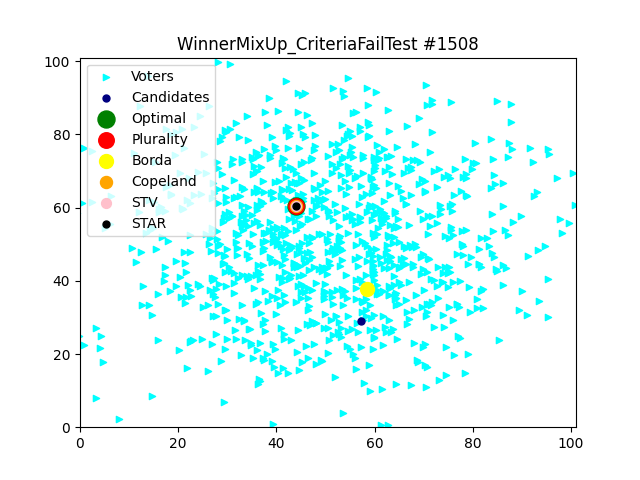 WinnerMixUp_CriteriaFailTest #1508
100
80
60
40
20
0
Voters
Candidates
Optimal
Plurality
Borda
Copeland
STV
STAR
0 20 40 60 80 100